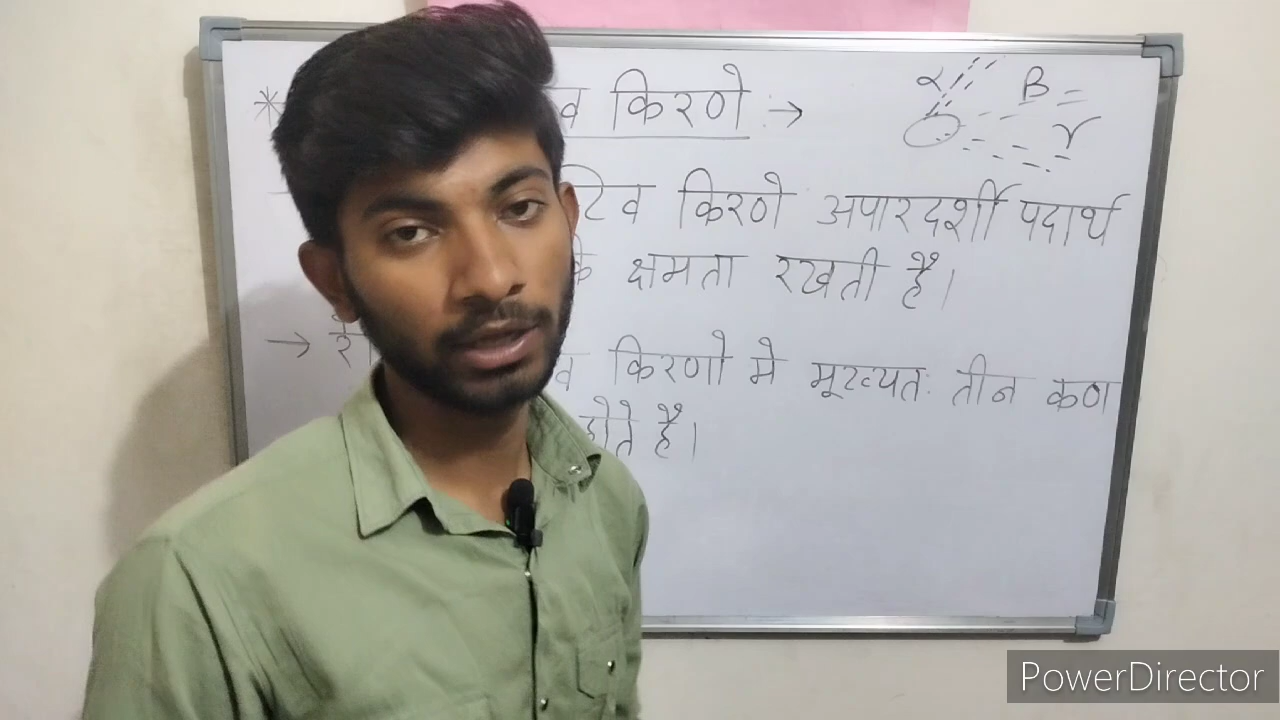 * व किरणे :→
α β γ
टिव किरणे अपारदर्शी पदार्थ
क्षमता रखती है।
→ रे व किरणो मे मूख्यतः तीन कण
होते है।
PowerDirector